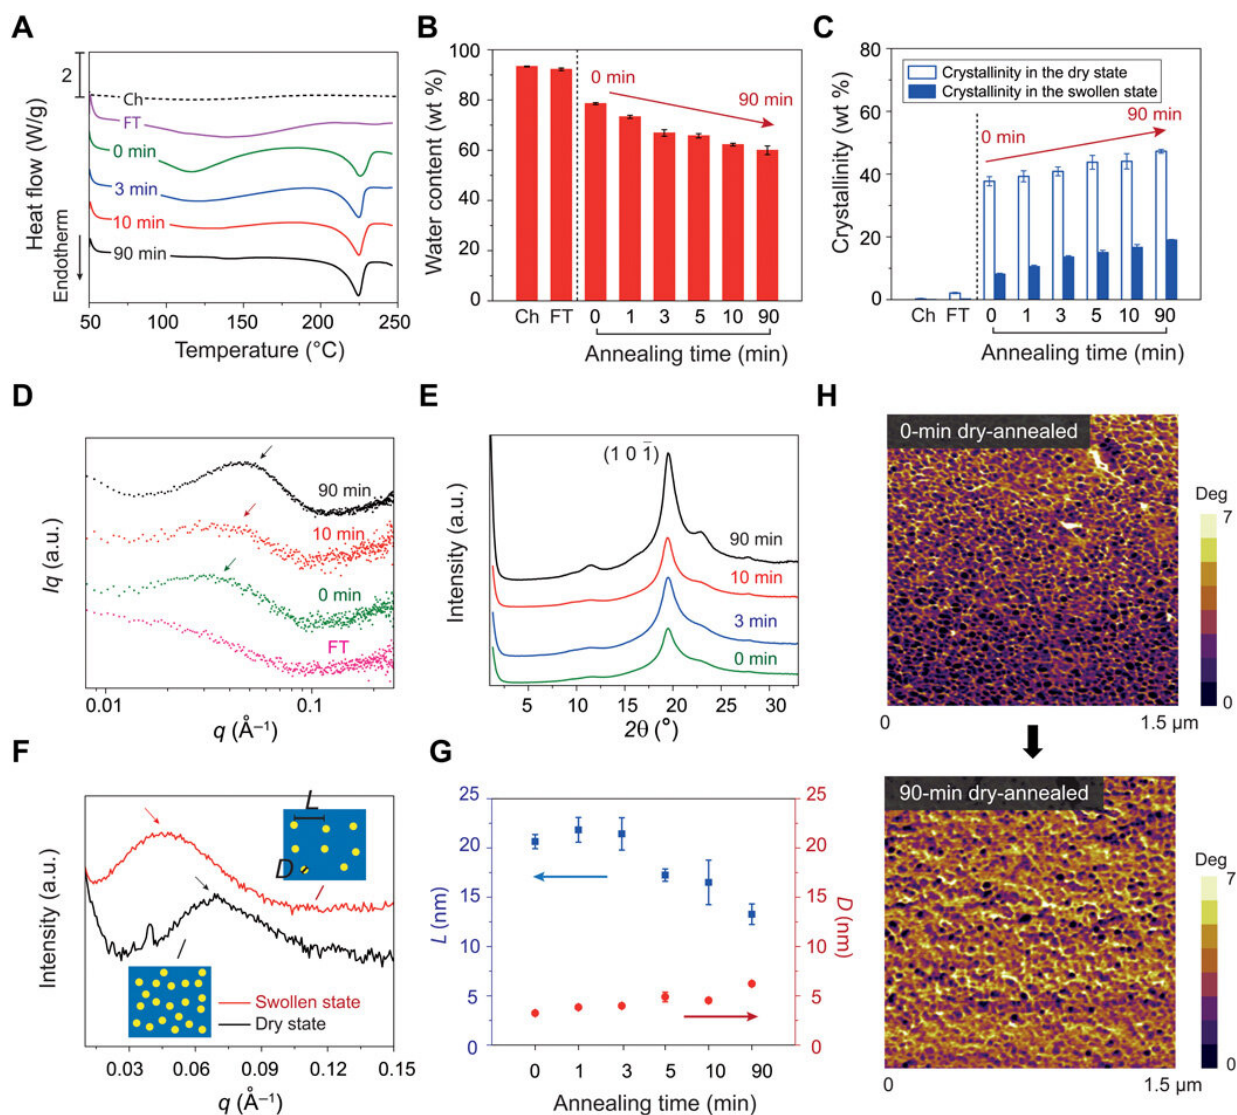 A
2
Heat flow (W/g)
Endotherm
Ch
FT
0 min
3 min
10 min
90 min
50 100 150 200 250
Temperature (°C)
B
Water content (wt %)
100
80
60
40
20
0
0 min
90 min
Ch FT 0 1 3 5 10 90
Annealing time (min)
C
Crystallinity (wt %)
80
60
40
20
0
Crystallinity in the dry state
Crystallinity in the swollen state
0 min
90 min
Ch FT 0 1 3 5 10 90
Annealing time (min)
D
Iq (a.u.)
90 min
10 min
0 min
FT
0.01 0.1
q (Å–1)
E
Intensity (a.u.)
(1 0 1̅)
90 min
10 min
3 min
0 min
5 10 15 20 25 30
2θ (°)
F
Intensity (a.u.)
L
D
Swollen state
Dry state
0.03 0.06 0.09 0.12 0.15
q (Å–1)
G
L (nm)
25
20
15
10
5
0
25
20
15
10
5
0
D (nm)
0 1 3 5 10 90
Annealing time (min)
H
0-min dry-annealed
Deg
7
0
0 1.5 µm
90-min dry-annealed
Deg
7
0
0 1.5 µm